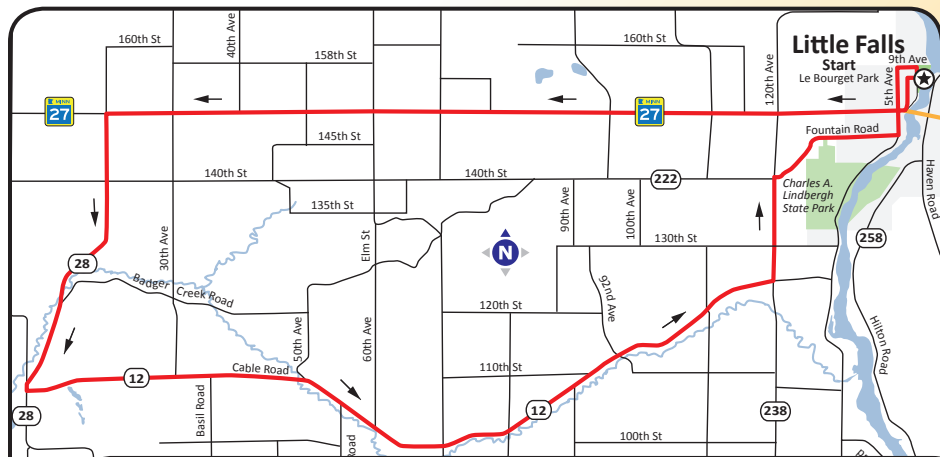 Little Falls
Start
Le Bourget Park
9th Ave
5th Ave
160th St
40th Ave
158th St
160th St
120th Ave
MINN
27
MINN
27
145th St
Fountain Road
140th St
140th St
222
Charles A.
Lindbergh
State Park
Haven Road
135th St
90th Ave
100th Ave
30th Ave
Elm St
N
130th St
258
28
Badger Creek Road
92nd Ave
120th St
50th Ave
60th Ave
Hilton Road
12
Cable Road
110th St
28
Basil Road
Road
12
238
100th St